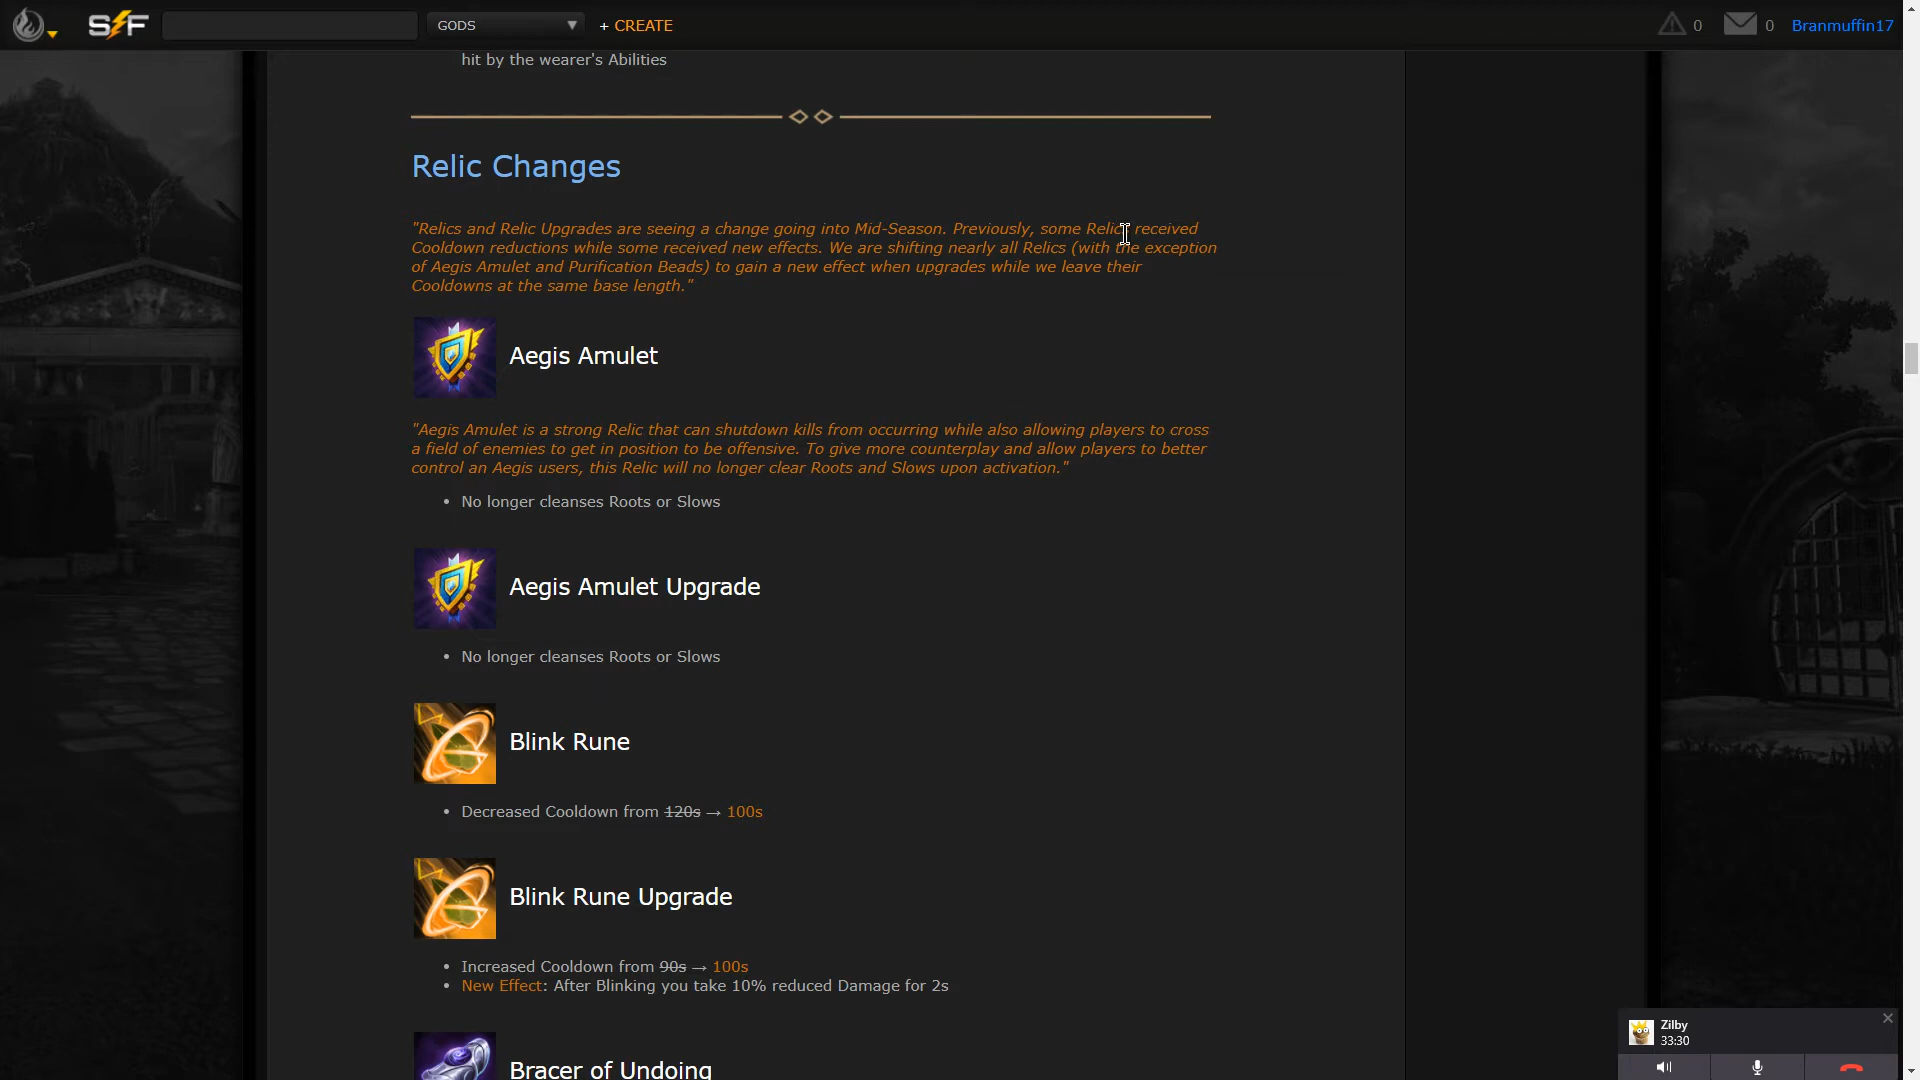 SF GODS + CREATE 0 0 Branmuffin17
hit by the wearer's Abilities
Relic Changes
"Relics and Relic Upgrades are seeing a change going into Mid-Season. Previously, some Relics received
Cooldown reductions while some received new effects. We are shifting nearly all Relics (with the exception
of Aegis Amulet and Purification Beads) to gain a new effect when upgrades while we leave their
Cooldowns at the same base length."
Aegis Amulet
"Aegis Amulet is a strong Relic that can shutdown kills from occurring while also allowing players to cross
a field of enemies to get in position to be offensive. To give more counterplay and allow players to better
control an Aegis users, this Relic will no longer clear Roots and Slows upon activation."
• No longer cleanses Roots or Slows
Aegis Amulet Upgrade
• No longer cleanses Roots or Slows
Blink Rune
• Decreased Cooldown from 120s → 100s
Blink Rune Upgrade
• Increased Cooldown from 90s → 100s
• New Effect: After Blinking you take 10% reduced Damage for 2s
Bracer of Undoing
Zilby
33:30